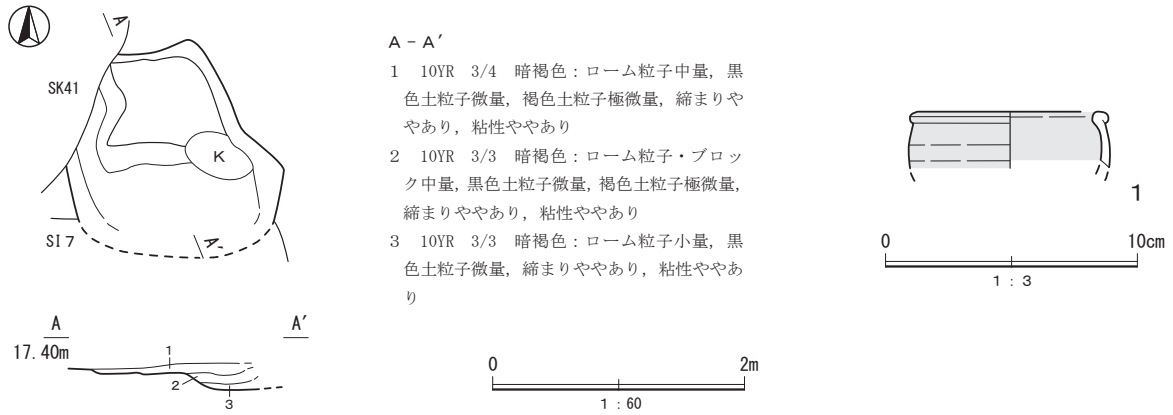 A
SK41
K
SI 7
A'
A
A′
17.40m
1
2
3
A - A′
1　10YR　3/4　暗褐色：ローム粒子中量，黒
色土粒子微量，褐色土粒子極微量，締まりや
やあり，粘性ややあり
2　10YR　3/3　暗褐色：ローム粒子・ブロッ
ク中量，黒色土粒子微量，褐色土粒子極微量，
締まりややあり，粘性ややあり
3　10YR　3/3　暗褐色：ローム粒子小量，黒
色土粒子微量，締まりややあり，粘性ややあ
り
0　2m
1 : 60
1
0　10cm
1 : 3